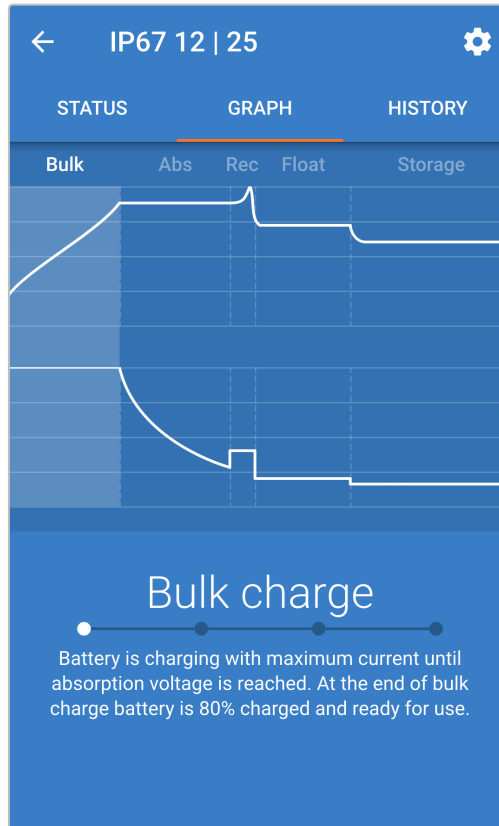 IP67 12 | 25
STATUS GRAPH HISTORY
Bulk Abs Rec Float Storage
Bulk charge
Battery is charging with maximum current until
absorption voltage is reached. At the end of bulk
charge battery is 80% charged and ready for use.